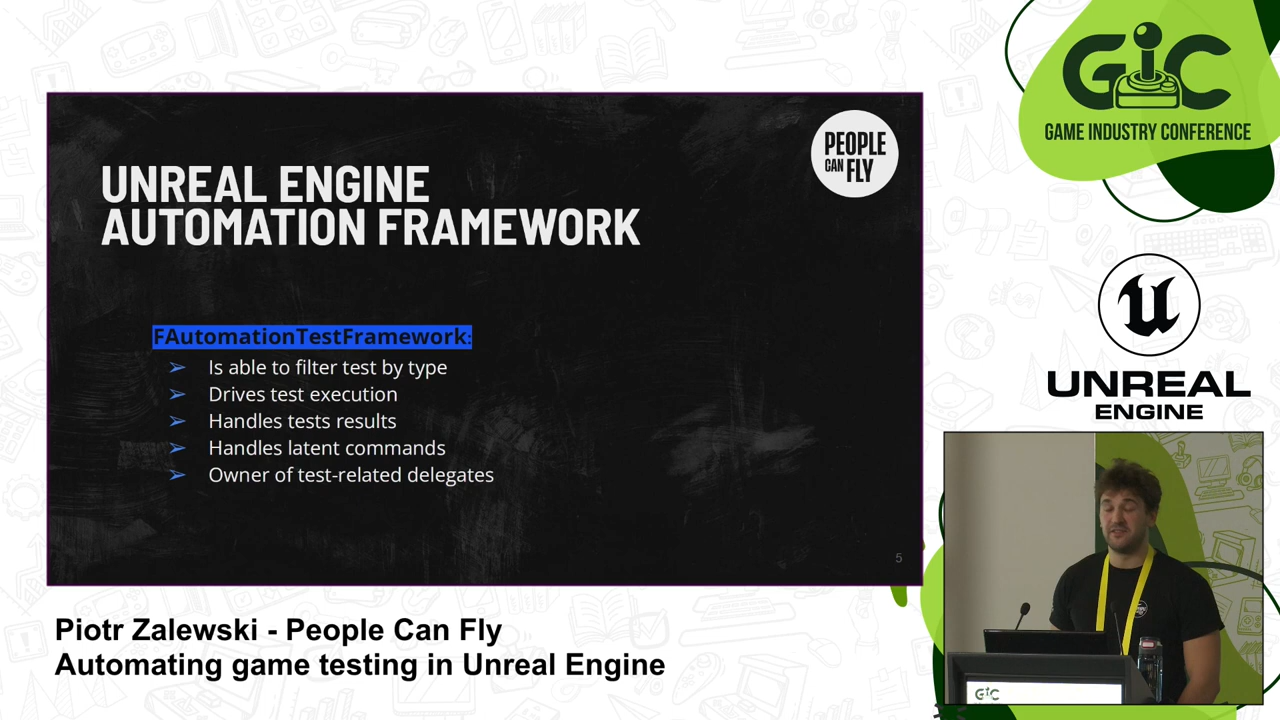 UNREAL ENGINE
AUTOMATION FRAMEWORK
PEOPLE
CAN FLY
FAutomationTestFramework:
➢ Is able to filter test by type
➢ Drives test execution
➢ Handles tests results
➢ Handles latent commands
➢ Owner of test-related delegates
5
GIC
GAME INDUSTRY CONFERENCE
UNREAL
ENGINE
GIC
Piotr Zalewski - People Can Fly
Automating game testing in Unreal Engine